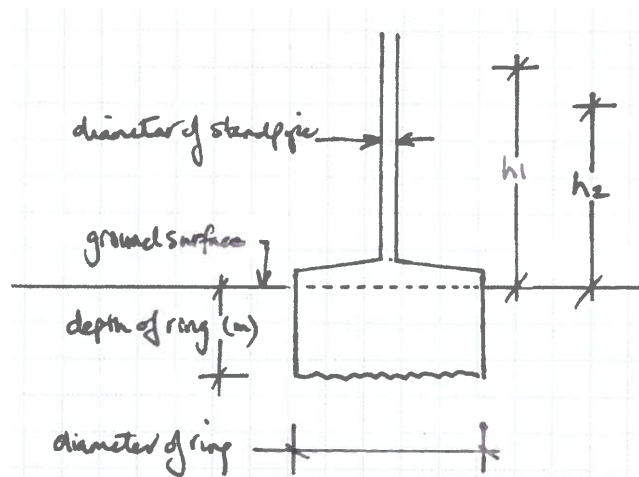 diameter of standpipe
h1
h2
ground surface
depth of ring (m)
diameter of ring